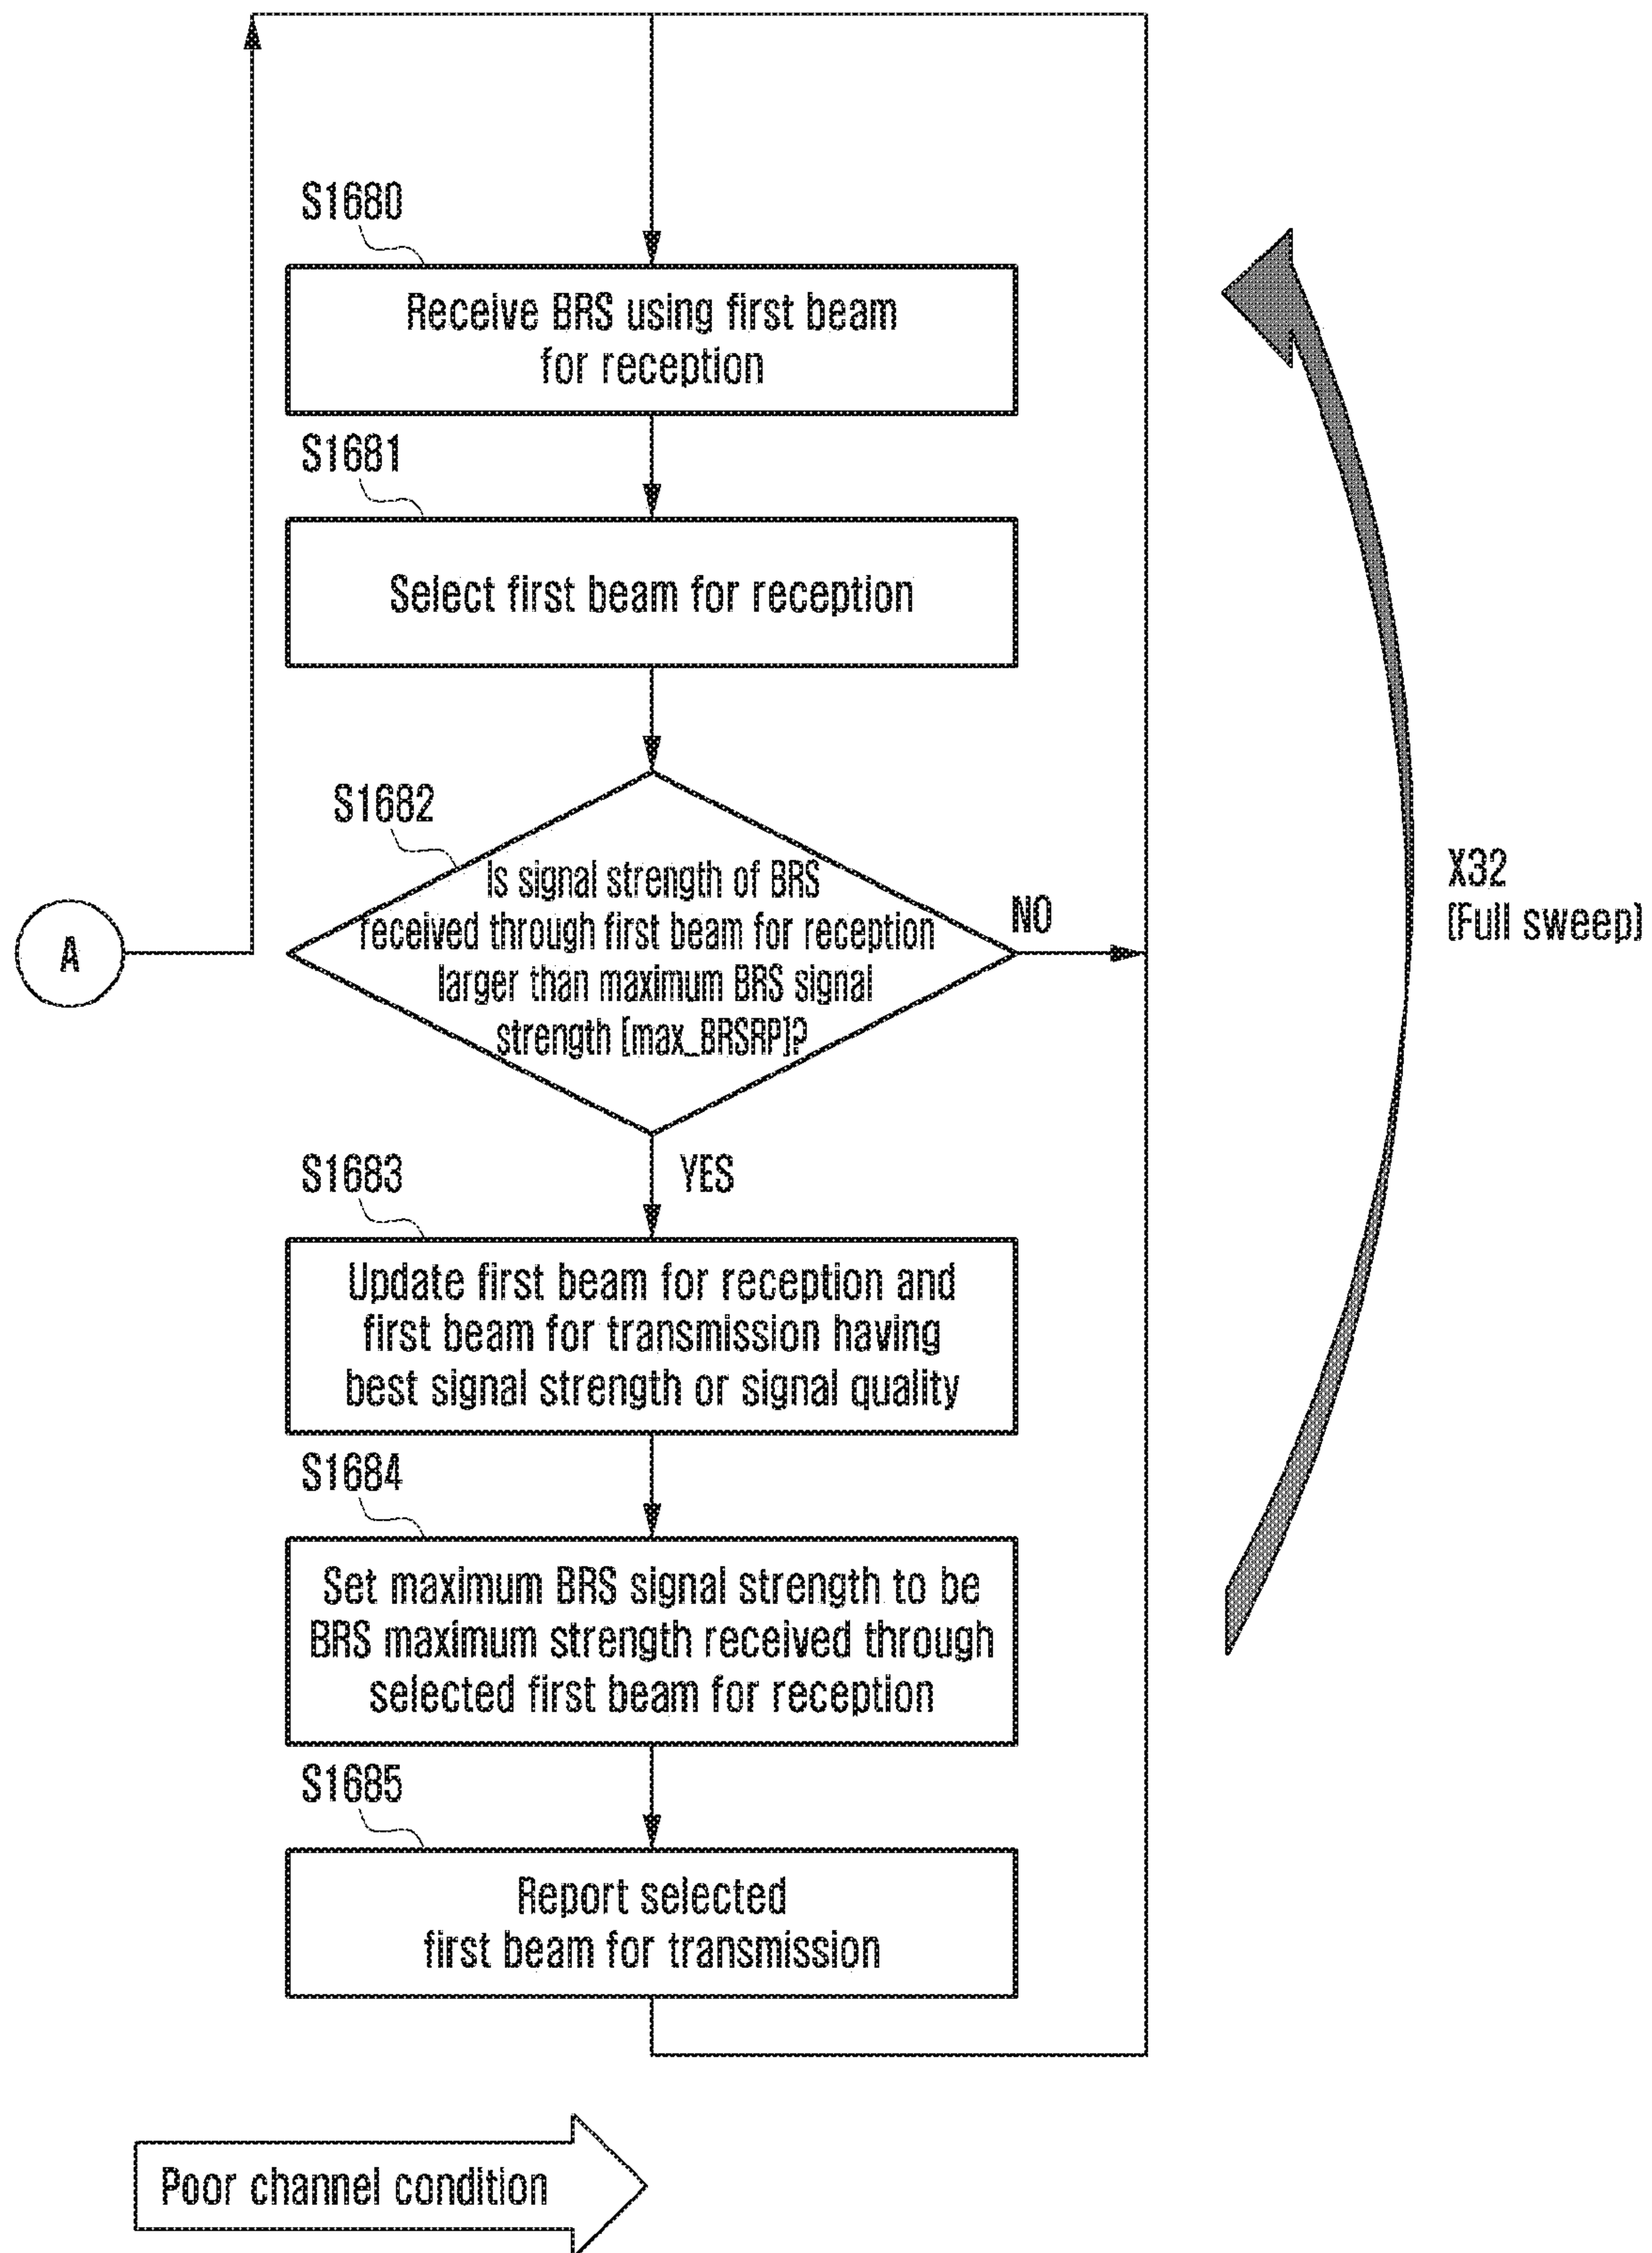 S1680
Receive BRS using first beam
for reception
S1681
Select first beam for reception
S1682
Is signal strength of BRS
received through first beam for reception
larger than maximum BRS signal
strength [max_BRSRP]?
NO
A
X32
[Full sweep]
YES
S1683
Update first beam for reception and
first beam for transmission having
best signal strength or signal quality
S1684
Set maximum BRS signal strength to be
BRS maximum strength received through
selected first beam for reception
S1685
Report selected
first beam for transmission
Poor channel condition